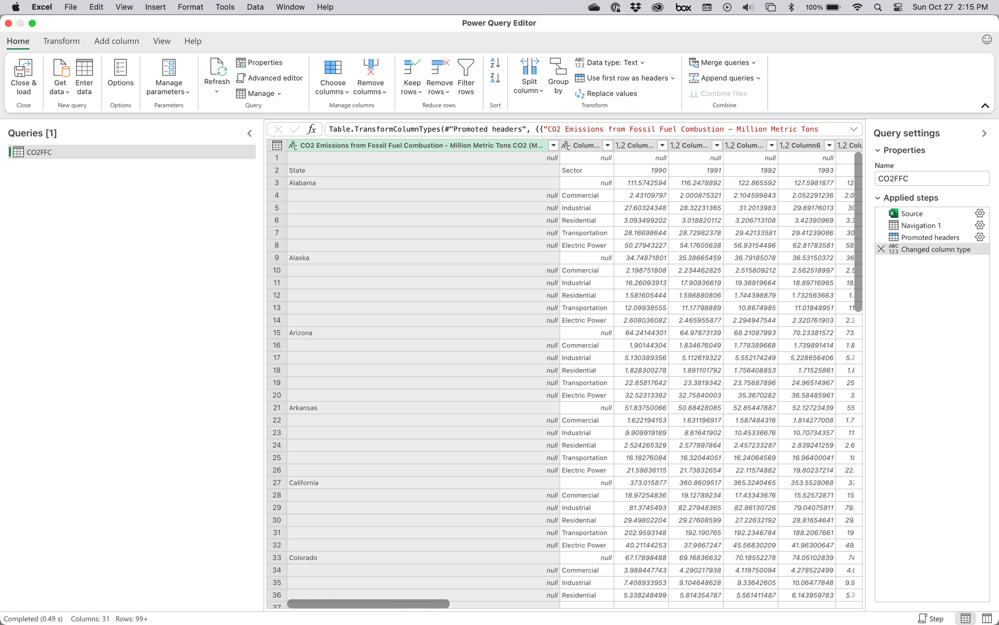 Excel File Edit View Insert Format Tools Data Window Help box 100% Sun Oct 27 2:15 PM
Power Query Editor
Home Transform Add column View Help
Close & load
Close
Get data
Enter data
New query
Options
Options
Manage parameters
Parameters
Refresh
Properties
Advanced editor
Manage
Query
Choose columns
Remove columns
Manage columns
Keep rows
Remove rows
Filter rows
Reduce rows
A Z
Z A
Sort
Split column
Group by
ABC 123 Data type: Text
Use first row as headers
1 2 Replace values
Transform
Merge queries
Append queries
Combine files
Combine
Queries [1]
CO2FFC
fx Table.TransformColumnTypes(#"Promoted headers", {{"CO2 Emissions from Fossil Fuel Combustion – Million Metric Tons
ABC CO2 Emissions from Fossil Fuel Combustion - Million Metric Tons CO2 (M... ABC Colum... 1.2 Colum... 1.2 Colum... 1.2 Colum... 1.2 Column6 1.2 Colu
1 null null null null null null
2 State Sector 1990 1991 1992 1993
3 Alabama null 111.5742594 116.2478892 122.865592 127.5981877 12
4 null Commercial 2.43109797 2.000875321 2.104599843 2.052291236 2.0
5 null Industrial 27.60324348 28.32231365 31.2013983 29.89176013 30
6 null Residential 3.093499202 3.018820112 3.206713108 3.42390969 3.3
7 null Transportation 28.16698644 28.72982378 29.42133581 29.41239086 30
8 null Electric Power 50.27943227 54.17605638 56.93154496 62.81783581 58
9 Alaska null 34.74871801 35.38665459 36.79185078 36.53150372 36
10 null Commercial 2.198751808 2.234462825 2.515809212 2.562518997 2.5
11 null Industrial 16.26093913 17.90936619 19.36919664 18.89716965 18.
12 null Residential 1.581605444 1.598880806 1.744398879 1.732563663 1.
13 null Transportation 12.09938555 11.17798889 10.8674985 11.01848951 11
14 null Electric Power 2.608036082 2.465955877 2.294947544 2.320761903 2.3
15 Arizona null 64.24144301 64.97873139 68.21087993 70.23381572 73.
16 null Commercial 1.90144304 1.834676049 1.778389668 1.739891414 1.8
17 null Industrial 5.130389356 5.112619322 5.552174249 5.228656406 5.7
18 null Residential 1.828300278 1.891101792 1.756408853 1.71525861 1.8
19 null Transportation 22.85817642 23.3819342 23.75687896 24.96514967 25
20 null Electric Power 32.52313392 32.75840003 35.3670282 36.58485961 3
21 Arkansas null 51.83750066 50.88428085 52.85447887 52.12723439 55
22 null Commercial 1.622194153 1.631196917 1.587484316 1.814277008 1.7
23 null Industrial 9.909919189 8.61641902 10.45336676 10.70734357 11
24 null Residential 2.524265329 2.577897864 2.457233287 2.839241259 2.6
25 null Transportation 16.18276084 16.32044051 16.24064569 16.96400041 18
26 null Electric Power 21.59836115 21.73832654 22.11574882 19.80237214 22.
27 California null 373.015877 360.8609517 365.3240465 353.5528068 37
28 null Commercial 18.97254836 19.12789234 17.43343676 15.52572871 15.
29 null Industrial 81.3745493 82.27948365 82.86130726 79.04075911 79.
30 null Residential 29.49802204 29.27608599 27.22632192 28.81654641 29.
31 null Transportation 202.9593148 192.190765 192.2346784 188.2067661 19
32 null Electric Power 40.21144253 37.9867247 45.56830209 41.96300647 49.
33 Colorado null 67.17898488 69.16836632 70.18552278 74.05102839 74
34 null Commercial 3.988447743 4.290217938 4.119750094 4.278522499 4.0
35 null Industrial 7.408933953 9.104648628 9.33642605 10.06477848 9.9
36 null Residential 5.338248499 5.814354787 5.561411487 6.143959783 5.7
37
Query settings
Properties
Name
CO2FFC
Applied steps
Source
Navigation 1
Promoted headers
ABC 123 Changed column type
Completed (0.49 s) Columns: 31 Rows: 99+ Step